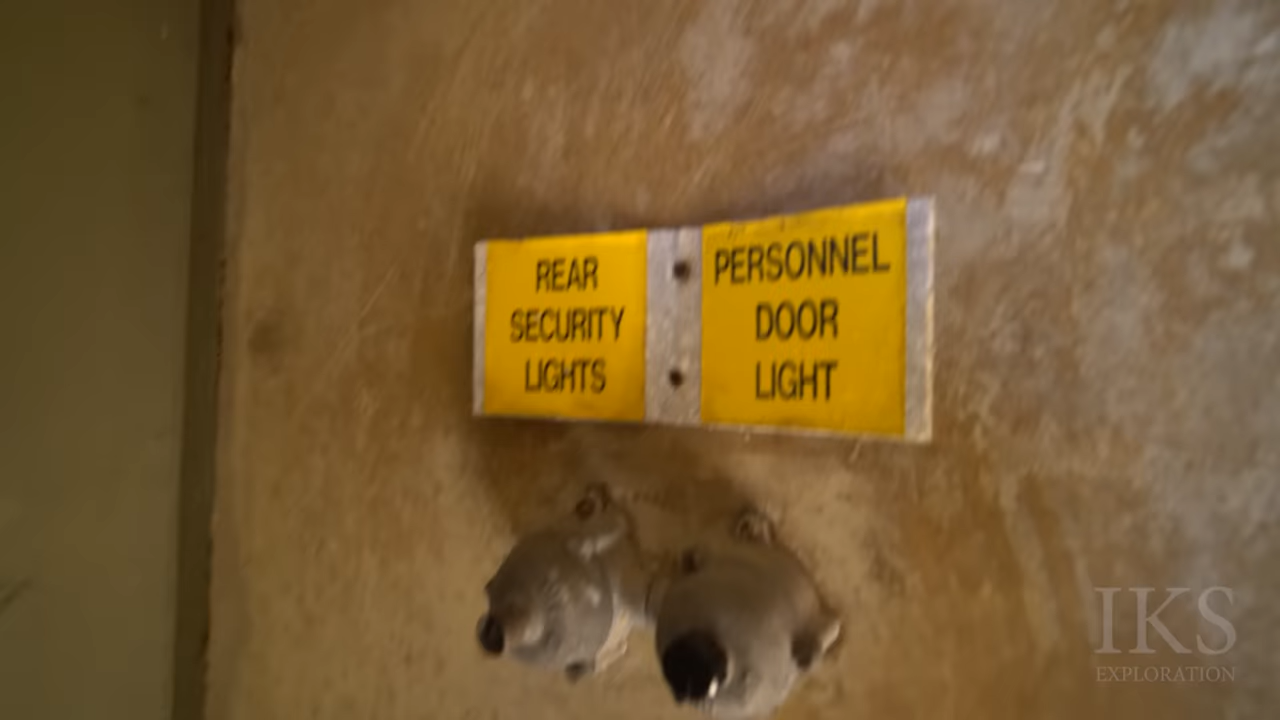 REAR
SECURITY
LIGHTS
PERSONNEL
DOOR
LIGHT
IKS
EXPLORATION